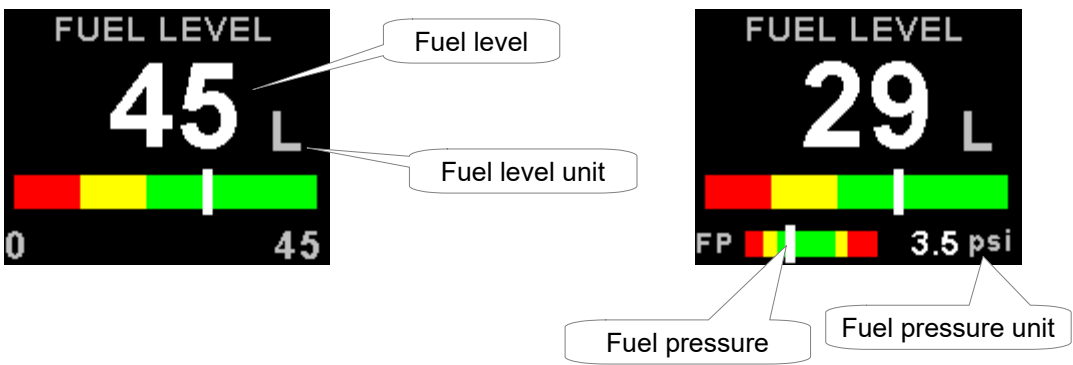 FUEL LEVEL
45 L
0 45
Fuel level
Fuel level unit
FUEL LEVEL
29 L
FP 3.5 psi
Fuel pressure
Fuel pressure unit